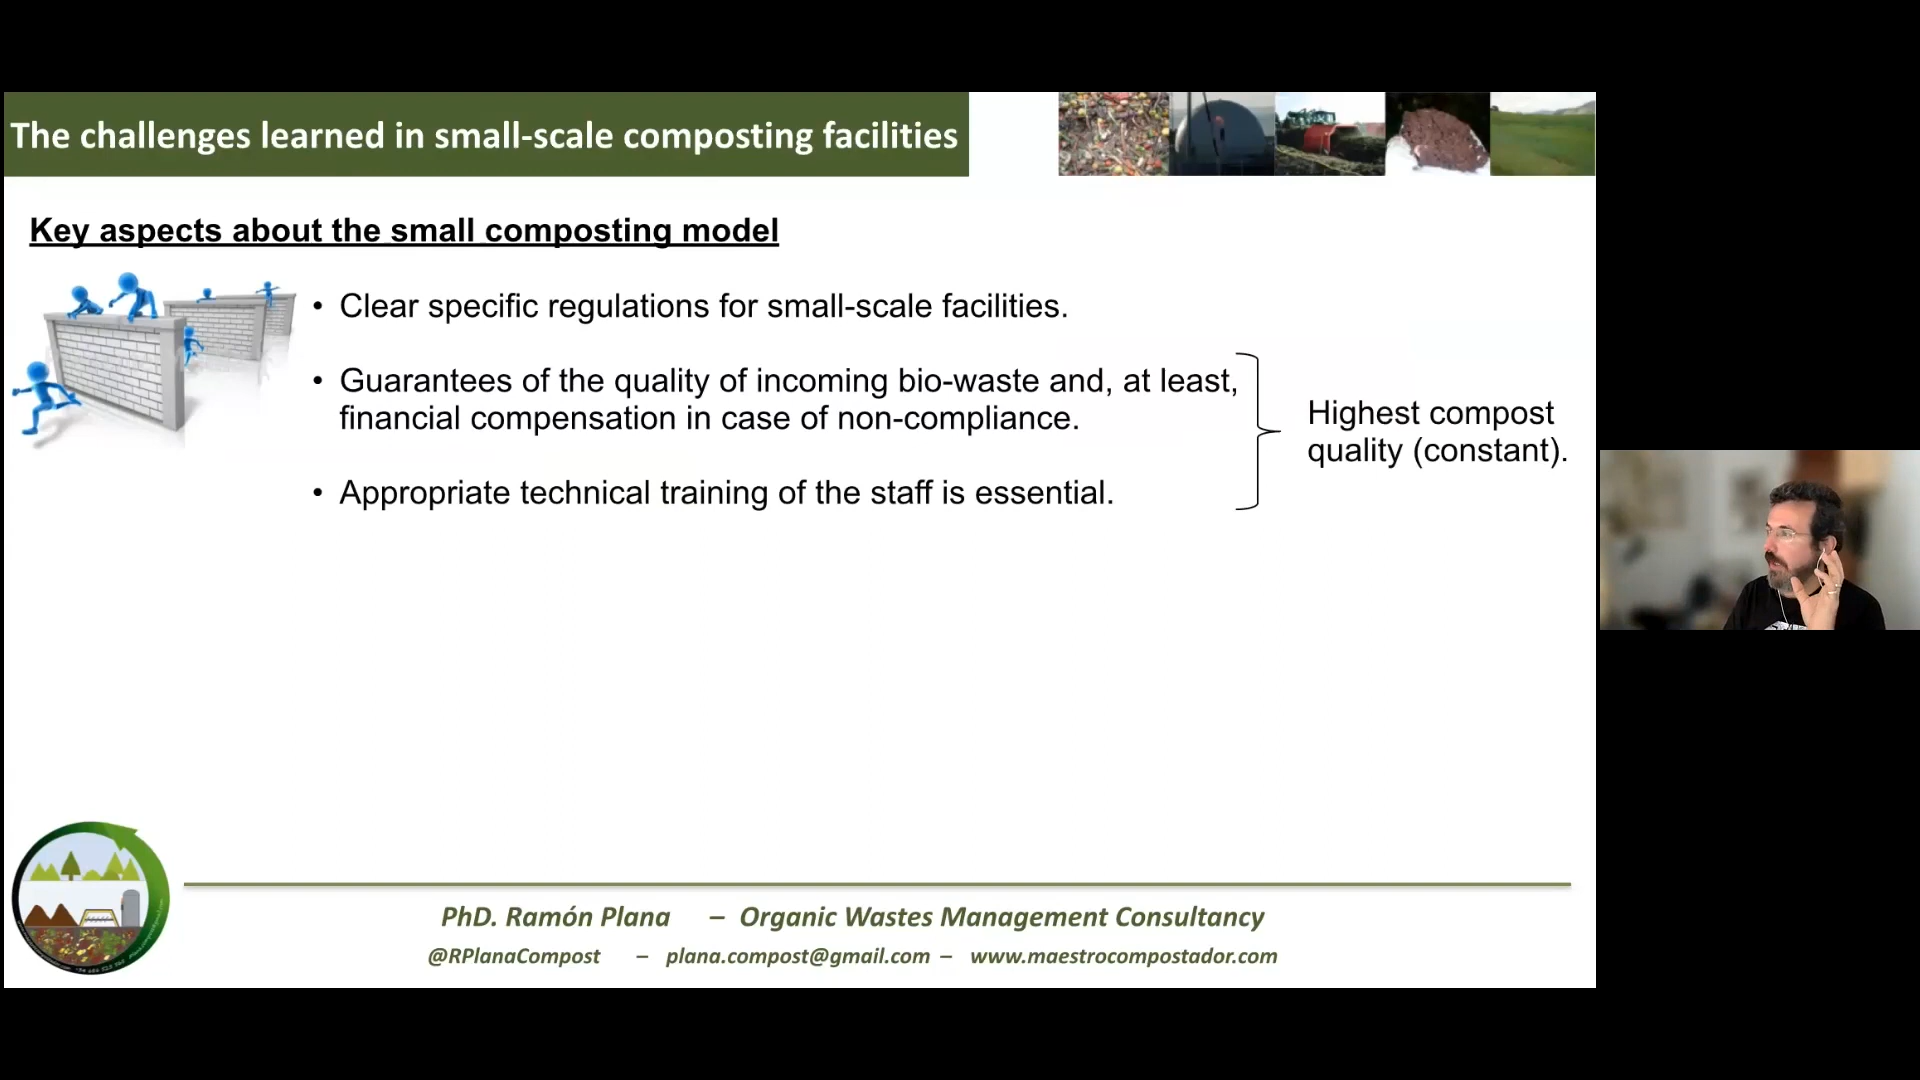 The challenges learned in small-scale composting facilities
Key aspects about the small composting model
• Clear specific regulations for small-scale facilities.
• Guarantees of the quality of incoming bio-waste and, at least,
financial compensation in case of non-compliance.
• Appropriate technical training of the staff is essential.
Highest compost
quality (constant).
PhD. Ramón Plana – Organic Wastes Management Consultancy
@RPlanaCompost – plana.compost@gmail.com – www.maestrocompostador.com